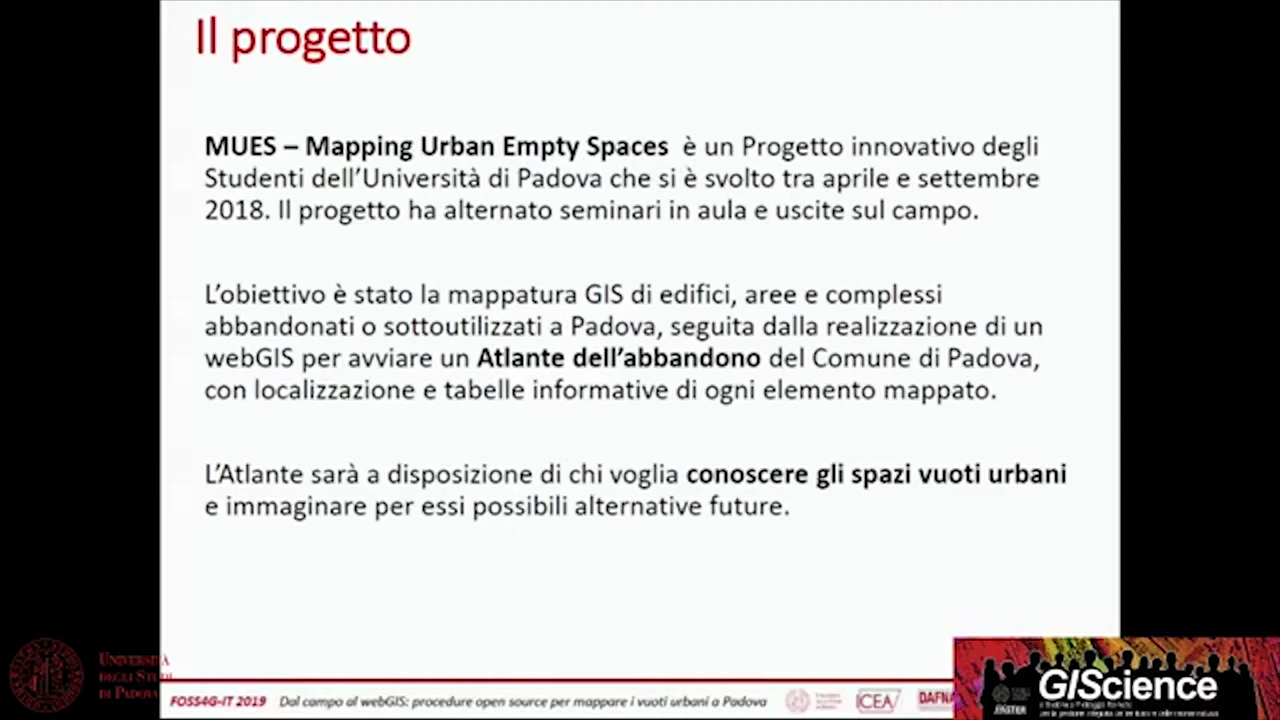 Il progetto
MUES – Mapping Urban Empty Spaces è un Progetto innovativo degli
Studenti dell'Università di Padova che si è svolto tra aprile e settembre
2018. Il progetto ha alternato seminari in aula e uscite sul campo.
L'obiettivo è stato la mappatura GIS di edifici, aree e complessi
abbandonati o sottoutilizzati a Padova, seguita dalla realizzazione di un
webGIS per avviare un Atlante dell'abbandono del Comune di Padova,
con localizzazione e tabelle informative di ogni elemento mappato.
L'Atlante sarà a disposizione di chi voglia conoscere gli spazi vuoti urbani
e immaginare per essi possibili alternative future.
UNIVERSITÀ
DEGLI STUDI
DI PADOVA
FOSS4G-IT 2019 Dal campo al webGIS: procedure open source per mappare i vuoti urbani a Padova
ICEA
GIScience